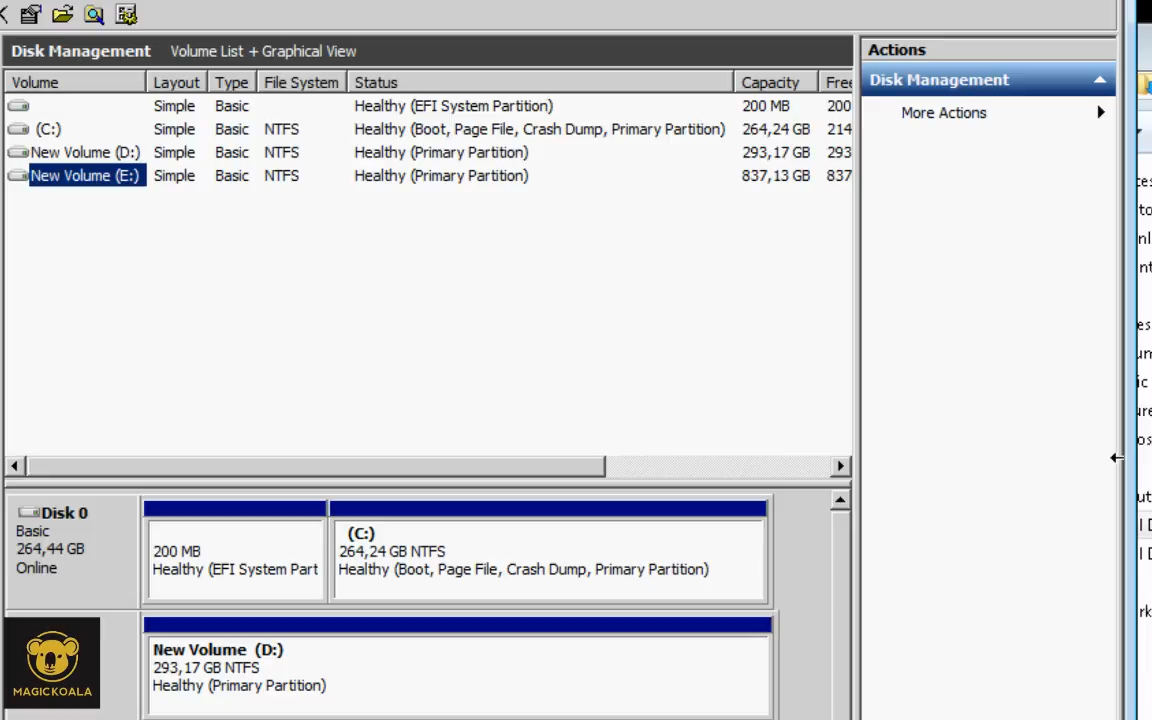 Disk Management Volume List + Graphical View
Volume Layout Type File System Status Capacity Free
Simple Basic Healthy (EFI System Partition) 200 MB 200
(C:) Simple Basic NTFS Healthy (Boot, Page File, Crash Dump, Primary Partition) 264,24 GB 214
New Volume (D:) Simple Basic NTFS Healthy (Primary Partition) 293,17 GB 293
New Volume (E:) Simple Basic NTFS Healthy (Primary Partition) 837,13 GB 837
Actions
Disk Management
More Actions
Disk 0
Basic
264,44 GB
Online
200 MB
Healthy (EFI System Part
(C:)
264,24 GB NTFS
Healthy (Boot, Page File, Crash Dump, Primary Partition)
New Volume (D:)
293,17 GB NTFS
Healthy (Primary Partition)
MAGICKOALA